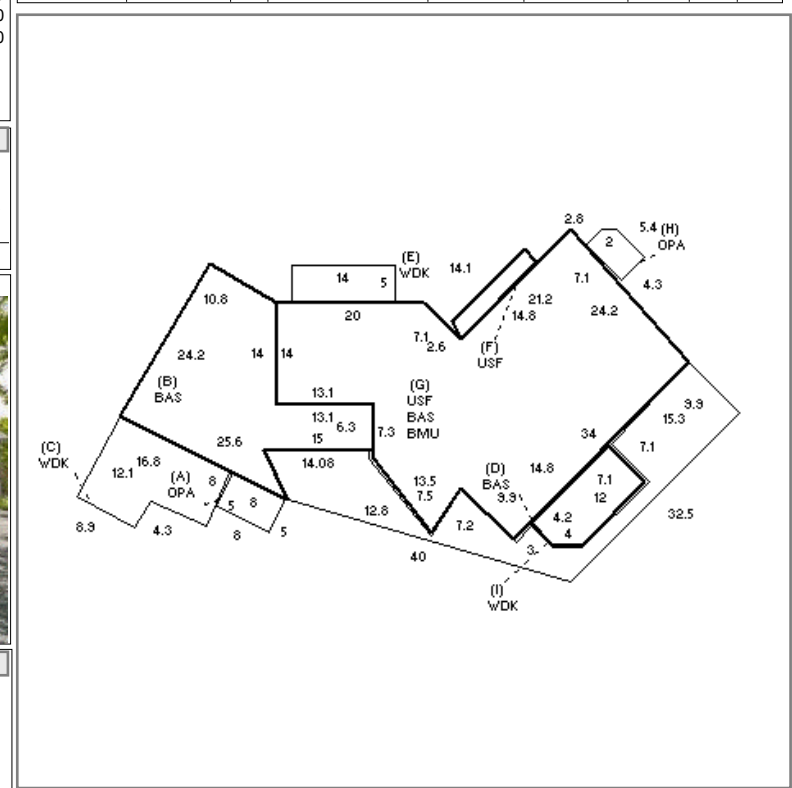 0
0
2.8
5.4 (H)
OPA
2
(E)
WDK
14.1
14
5
7.1
4.3
10.8
21.2
24.2
14.8
20
7.1
2.6
(F)
USF
24.2
14
14
(B)
BAS
(G)
USF
BAS
BMU
13.1
13.1
6.3
7.3
15
9.9
15.3
7.1
34
25.6
(C)
WDK
16.8
12.1
(A)
OPA
8
8
5
14.08
(D)
BAS
14.8
9.9
13.5
7.5
7.1
12
12.8
4.2
4
32.5
8.9
4.3
8
5
7.2
40
3
(I)
WDK